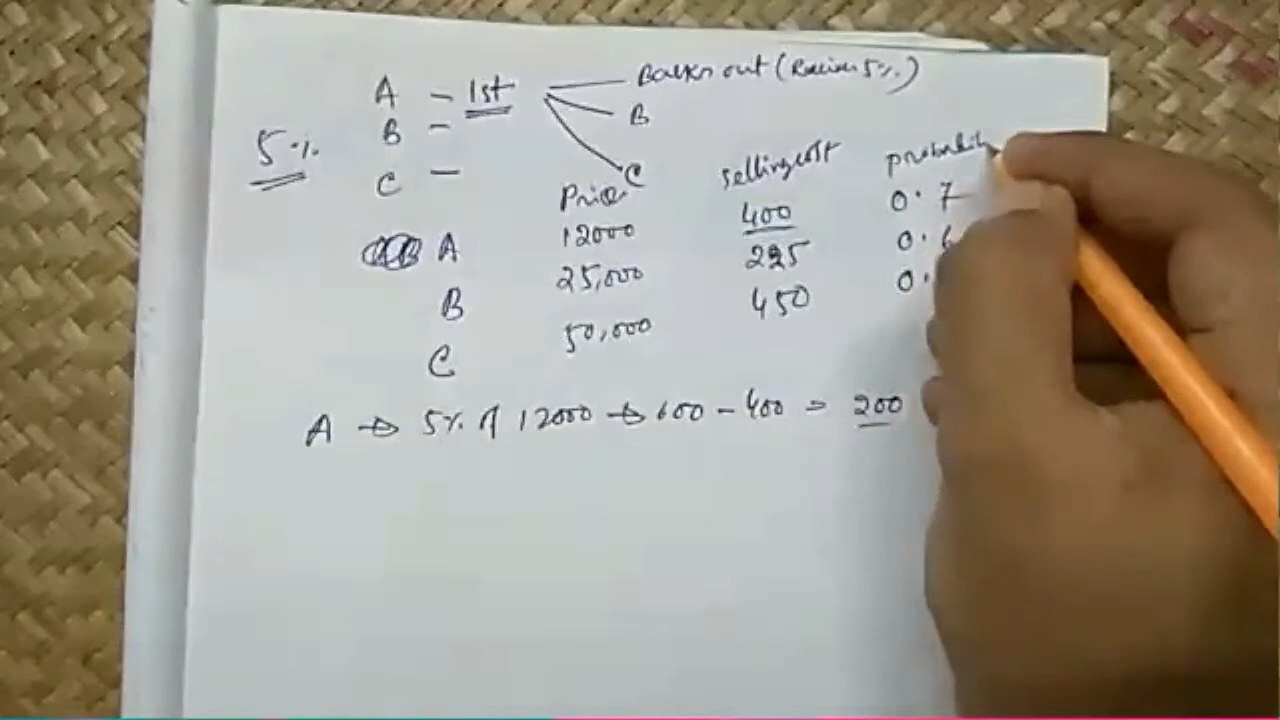 A - 1st Backs out (Receives 5%)
B - B
5%
C - C
Price selling cost probability
A 12000 400 0.7
B 25,000 225 0.6
C 50,000 450 0.
A → 5% of 12000 → 600 - 400 = 200